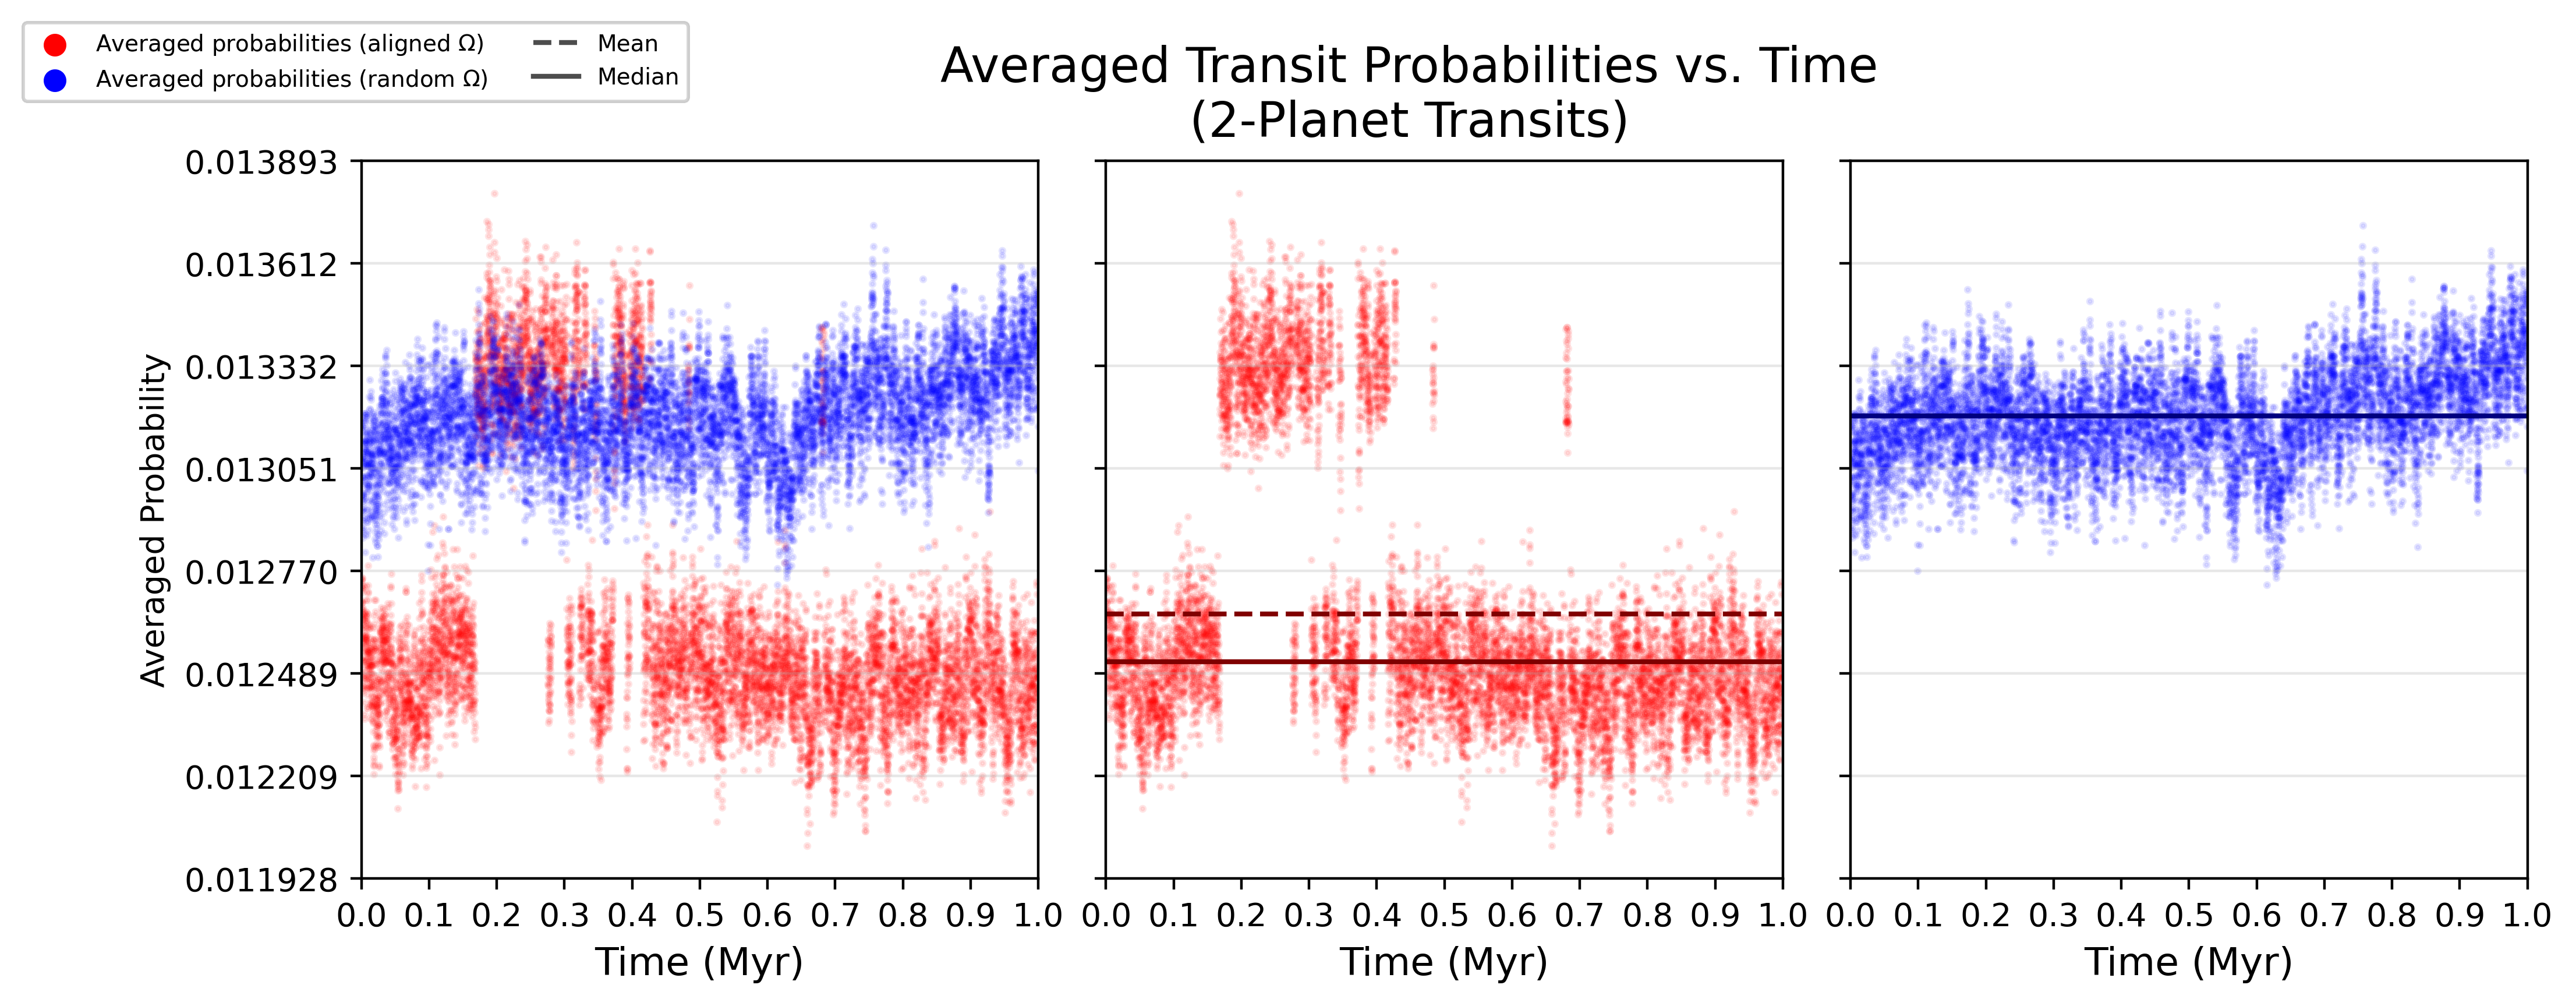 Averaged probabilities (aligned Ω)
Averaged probabilities (random Ω)
Mean
Median
Averaged Transit Probabilities vs. Time
(2-Planet Transits)
Averaged Probability
0.013893
0.013612
0.013332
0.013051
0.012770
0.012489
0.012209
0.011928
0.0 0.1 0.2 0.3 0.4 0.5 0.6 0.7 0.8 0.9 1.0
0.0 0.1 0.2 0.3 0.4 0.5 0.6 0.7 0.8 0.9 1.0
0.0 0.1 0.2 0.3 0.4 0.5 0.6 0.7 0.8 0.9 1.0
Time (Myr)
Time (Myr)
Time (Myr)